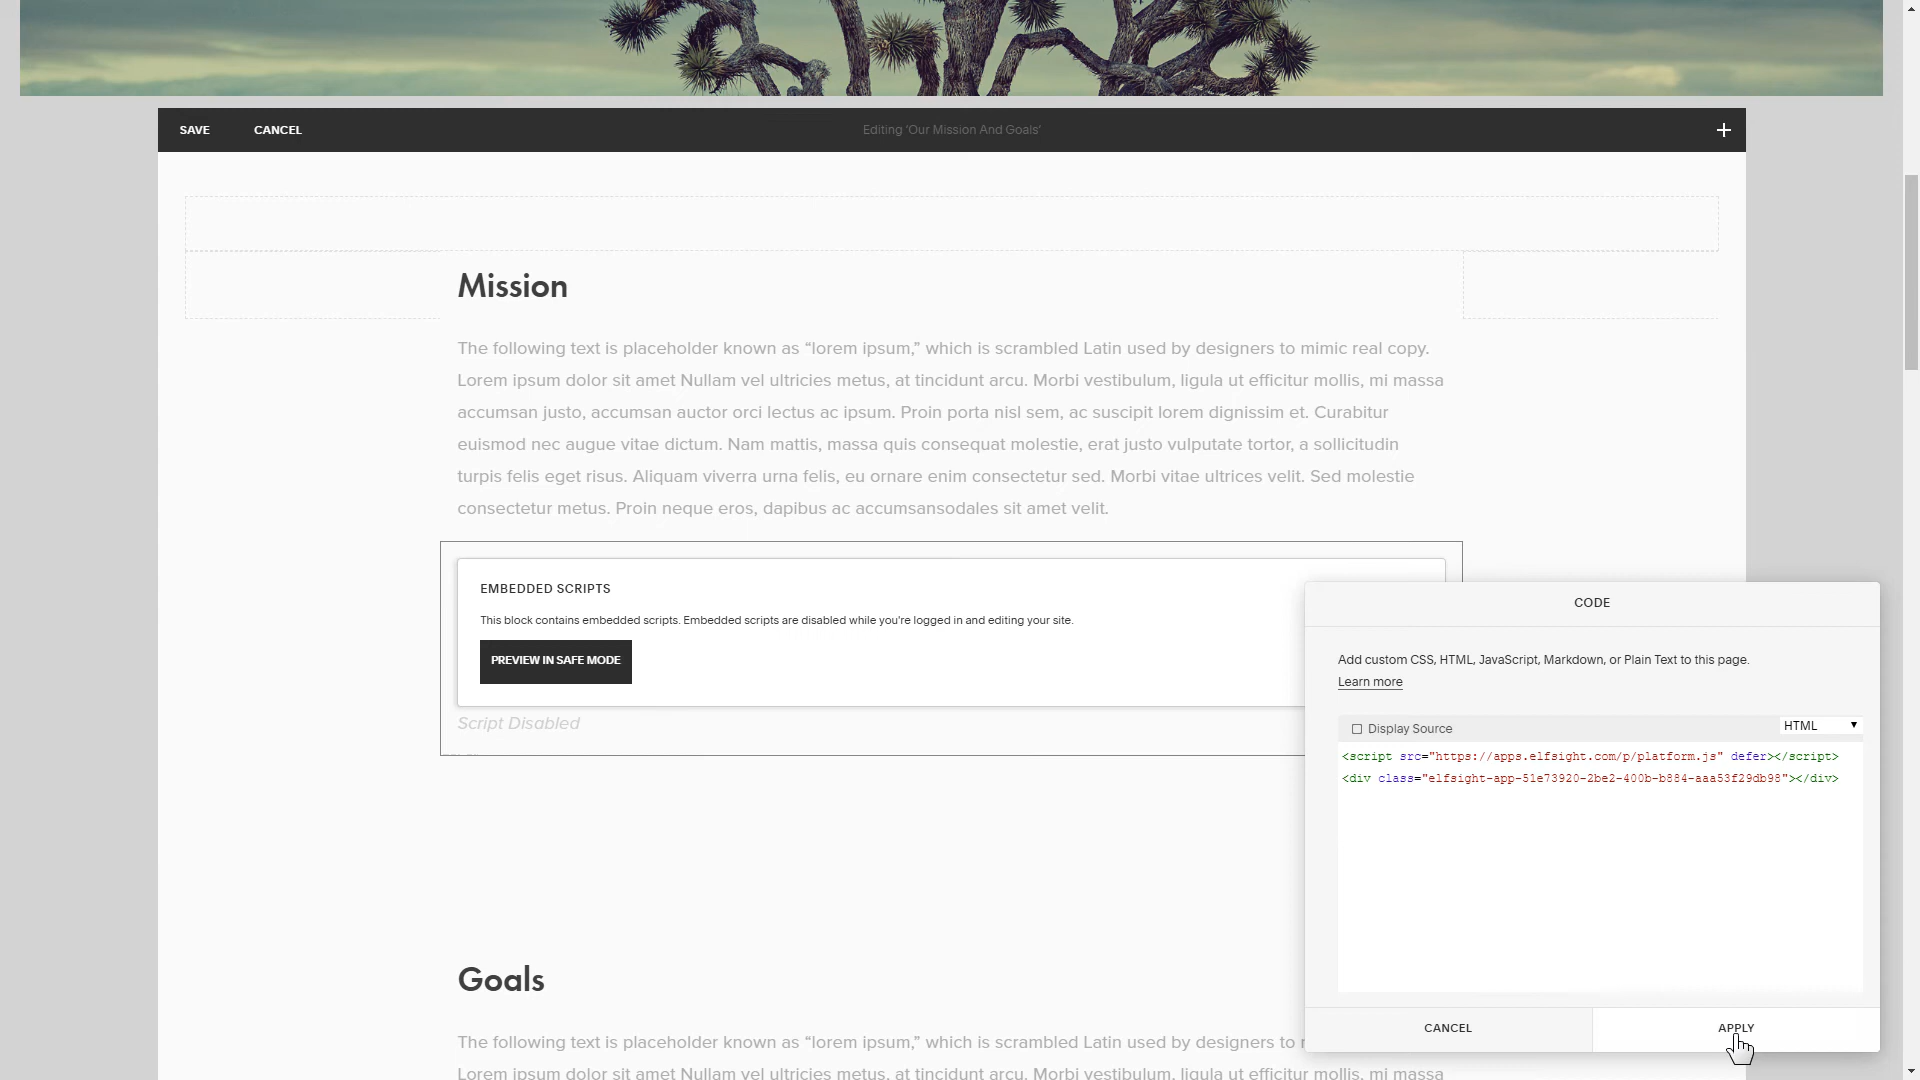 SAVE CANCEL Editing ‘Our Mission And Goals’ +
Mission
The following text is placeholder known as “lorem ipsum,” which is scrambled Latin used by designers to mimic real copy.
Lorem ipsum dolor sit amet Nullam vel ultricies metus, at tincidunt arcu. Morbi vestibulum, ligula ut efficitur mollis, mi massa
accumsan justo, accumsan auctor orci lectus ac ipsum. Proin porta nisl sem, ac suscipit lorem dignissim et. Curabitur
euismod nec augue vitae dictum. Nam mattis, massa quis consequat molestie, erat justo vulputate tortor, a sollicitudin
turpis felis eget risus. Aliquam viverra urna felis, eu ornare enim consectetur sed. Morbi vitae ultrices velit. Sed molestie
consectetur metus. Proin neque eros, dapibus ac accumsansodales sit amet velit.
EMBEDDED SCRIPTS
This block contains embedded scripts. Embedded scripts are disabled while you're logged in and editing your site.
PREVIEW IN SAFE MODE
Script Disabled
Goals
The following text is placeholder known as “lorem ipsum,” which is scrambled Latin used by designers to
Lorem ipsum dolor sit amet Nullam vel ultricies metus, at tincidunt arcu. Morbi vestibulum, ligula ut efficitur mollis, mi massa
CODE
Add custom CSS, HTML, JavaScript, Markdown, or Plain Text to this page.
Learn more
Display Source HTML
<script src="https://apps.elfsight.com/p/platform.js" defer></script>
<div class="elfsight-app-51e73920-2be2-400b-b884-aaa53f29db98"></div>
CANCEL APPLY